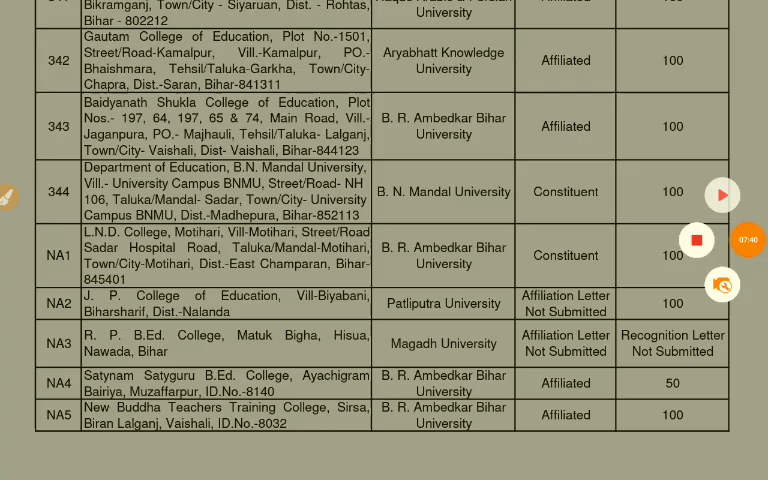 Bikramganj, Town/City - Siyaruan, Dist. - Rohtas,
Bihar - 802212
University
342
Gautam College of Education, Plot No.-1501,
Street/Road-Kamalpur, Vill.-Kamalpur, PO.-
Bhaishmara, Tehsil/Taluka-Garkha, Town/City-
Chapra, Dist.-Saran, Bihar-841311
Aryabhatt Knowledge
University
Affiliated
100
343
Baidyanath Shukla College of Education, Plot
Nos.- 197, 64, 197, 65 & 74, Main Road, Vill.-
Jaganpura, PO.- Majhauli, Tehsil/Taluka- Lalganj,
Town/City- Vaishali, Dist- Vaishali, Bihar-844123
B. R. Ambedkar Bihar
University
Affiliated
100
344
Department of Education, B.N. Mandal University,
Vill.- University Campus BNMU, Street/Road- NH
106, Taluka/Mandal- Sadar, Town/City- University
Campus BNMU, Dist.-Madhepura, Bihar-852113
B. N. Mandal University
Constituent
100
NA1
L.N.D. College, Motihari, Vill-Motihari, Street/Road
Sadar Hospital Road, Taluka/Mandal-Motihari,
Town/City-Motihari, Dist.-East Champaran, Bihar-
845401
B. R. Ambedkar Bihar
University
Constituent
100
07:40
NA2
J. P. College of Education, Vill-Biyabani,
Biharsharif, Dist.-Nalanda
Patliputra University
Affiliation Letter
Not Submitted
100
NA3
R. P. B.Ed. College, Matuk Bigha, Hisua,
Nawada, Bihar
Magadh University
Affiliation Letter
Not Submitted
Recognition Letter
Not Submitted
NA4
Satynam Satyguru B.Ed. College, Ayachigram
Bairiya, Muzaffarpur, ID.No.-8140
B. R. Ambedkar Bihar
University
Affiliated
50
NA5
New Buddha Teachers Training College, Sirsa,
Biran Lalganj, Vaishali, ID.No.-8032
B. R. Ambedkar Bihar
University
Affiliated
100